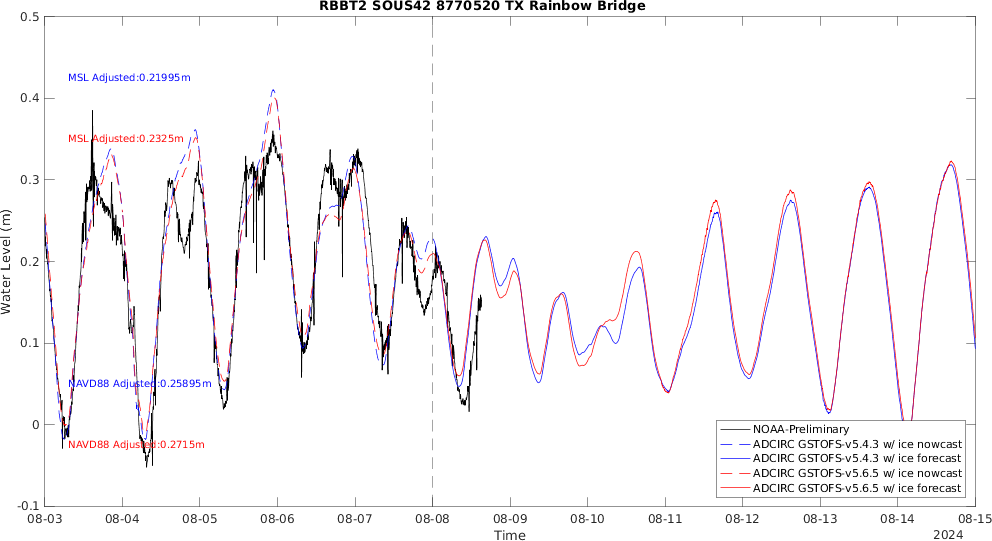 RBBT2 SOUS42 8770520 TX Rainbow Bridge
0.5
0.4
0.3
0.2
0.1
0
-0.1
Water Level (m)
MSL Adjusted:0.21995m
MSL Adjusted:0.2325m
NAVD88 Adjusted:0.25895m
NAVD88 Adjusted:0.2715m
NOAA-Preliminary
ADCIRC GSTOFS-v5.4.3 w/ ice nowcast
ADCIRC GSTOFS-v5.4.3 w/ ice forecast
ADCIRC GSTOFS-v5.6.5 w/ ice nowcast
ADCIRC GSTOFS-v5.6.5 w/ ice forecast
08-03 08-04 08-05 08-06 08-07 08-08 08-09 08-10 08-11 08-12 08-13 08-14 08-15
Time
2024